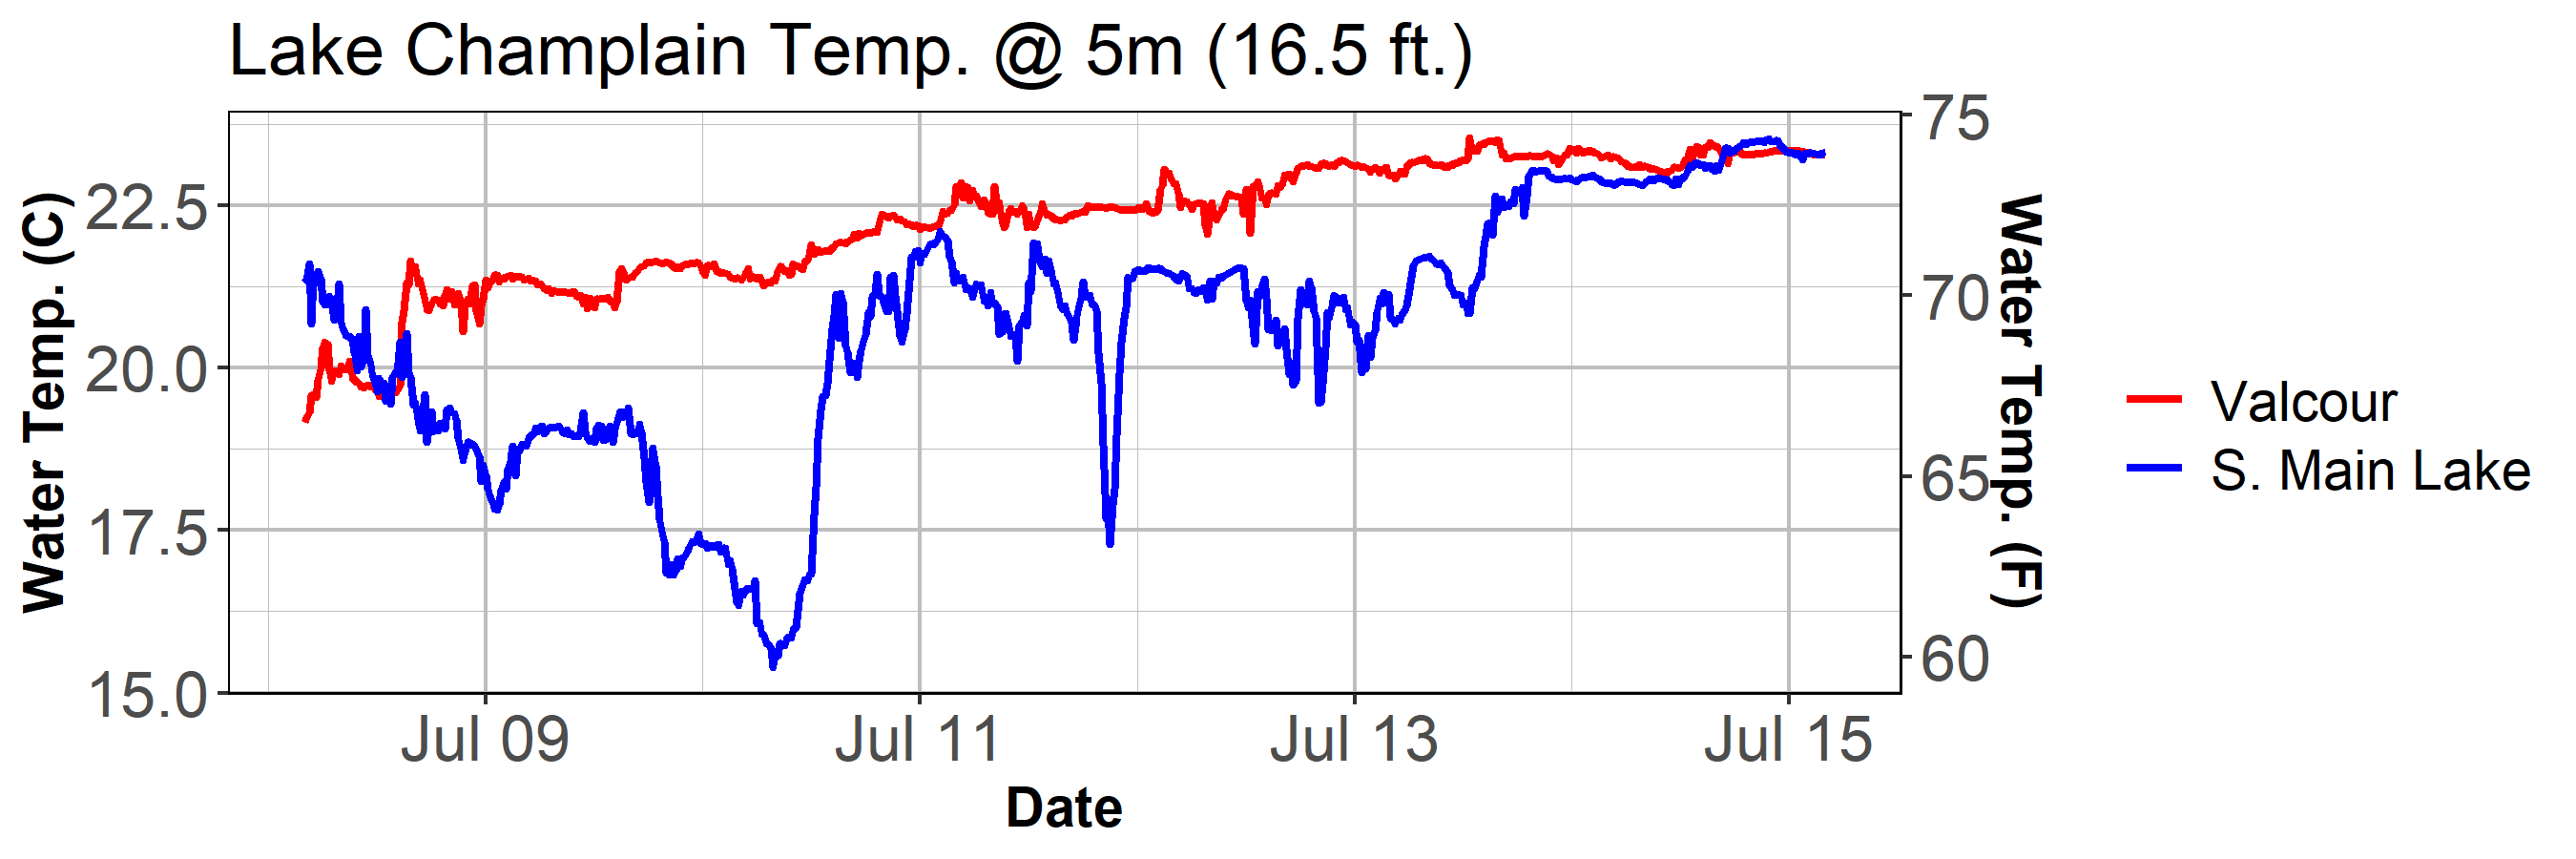 Lake Champlain Temp. @ 5m (16.5 ft.)
Water Temp. (C)
22.5
20.0
17.5
15.0
75
70
65
60
Water Temp. (F)
Jul 09
Jul 11
Jul 13
Jul 15
Date
Valcour
S. Main Lake